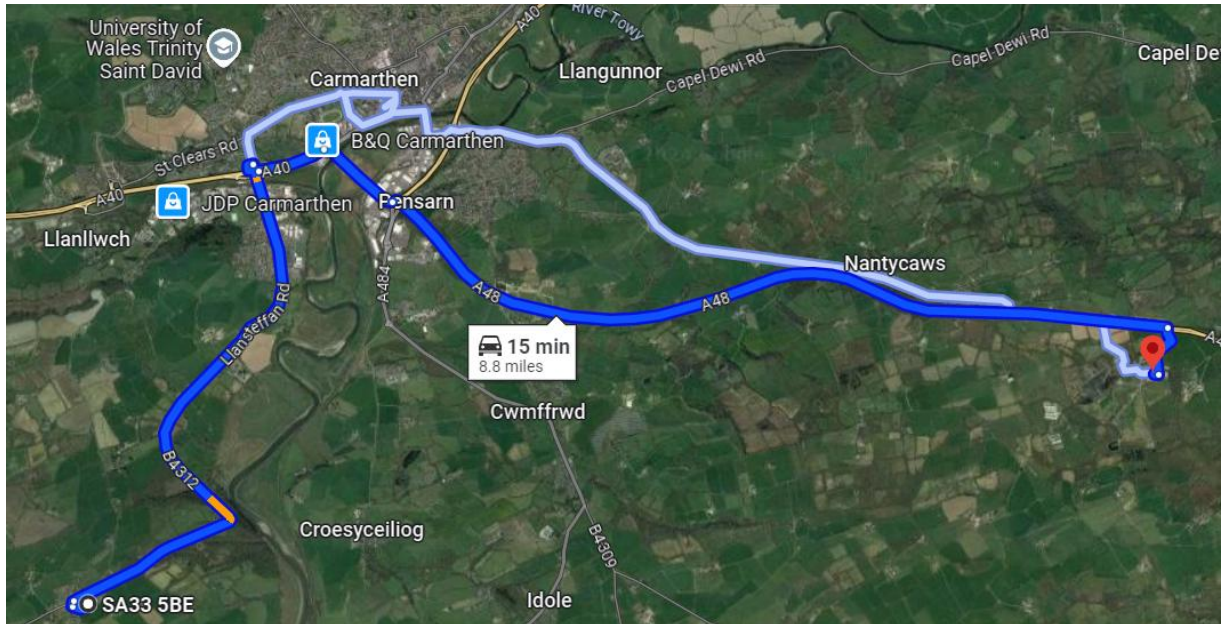 University of
Wales Trinity
Saint David
A40
River Towy
Llangunnor
Capel Dewi Rd
Capel Dewi Rd
Capel De
Carmarthen
B&Q Carmarthen
St Clears Rd
A40
A40
JDP Carmarthen
Pensarn
Llanllwch
A484
A48
A48
Nantycaws
Llansteffan Rd
15 min
8.8 miles
A4
Cwmffrwd
B4312
Croesyceiliog
B4309
SA33 5BE
Idole